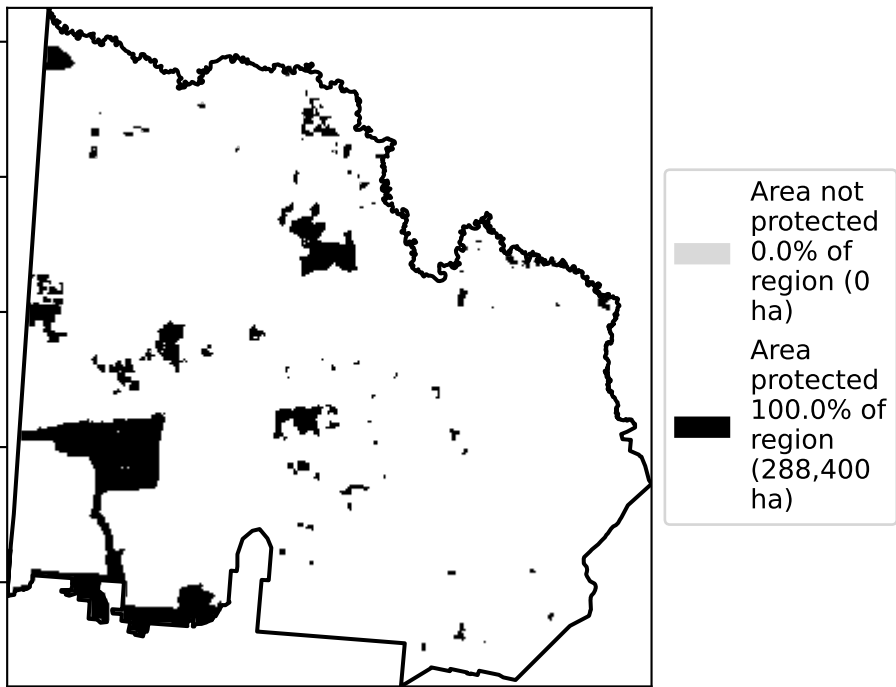 Area not
protected
0.0% of
region (0
ha)
Area
protected
100.0% of
region
(288,400
ha)